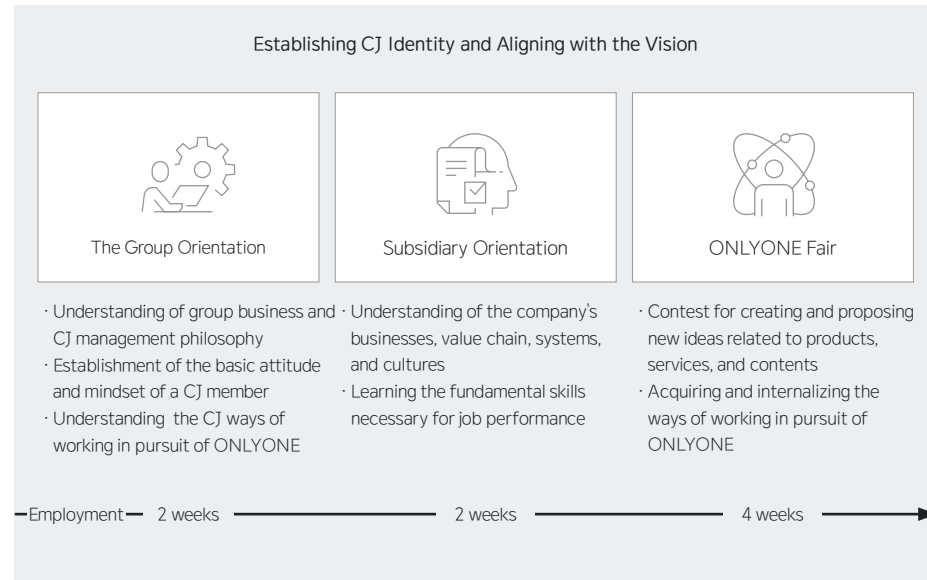 Establishing CJ Identity and Aligning with the Vision
The Group Orientation
· Understanding of group business and
CJ management philosophy
· Establishment of the basic attitude
and mindset of a CJ member
· Understanding the CJ ways of
working in pursuit of ONLYONE
Subsidiary Orientation
· Understanding of the company's
businesses, value chain, systems,
and cultures
· Learning the fundamental skills
necessary for job performance
ONLYONE Fair
· Contest for creating and proposing
new ideas related to products,
services, and contents
· Acquiring and internalizing the
ways of working in pursuit of
ONLYONE
Employment 2 weeks 2 weeks 4 weeks